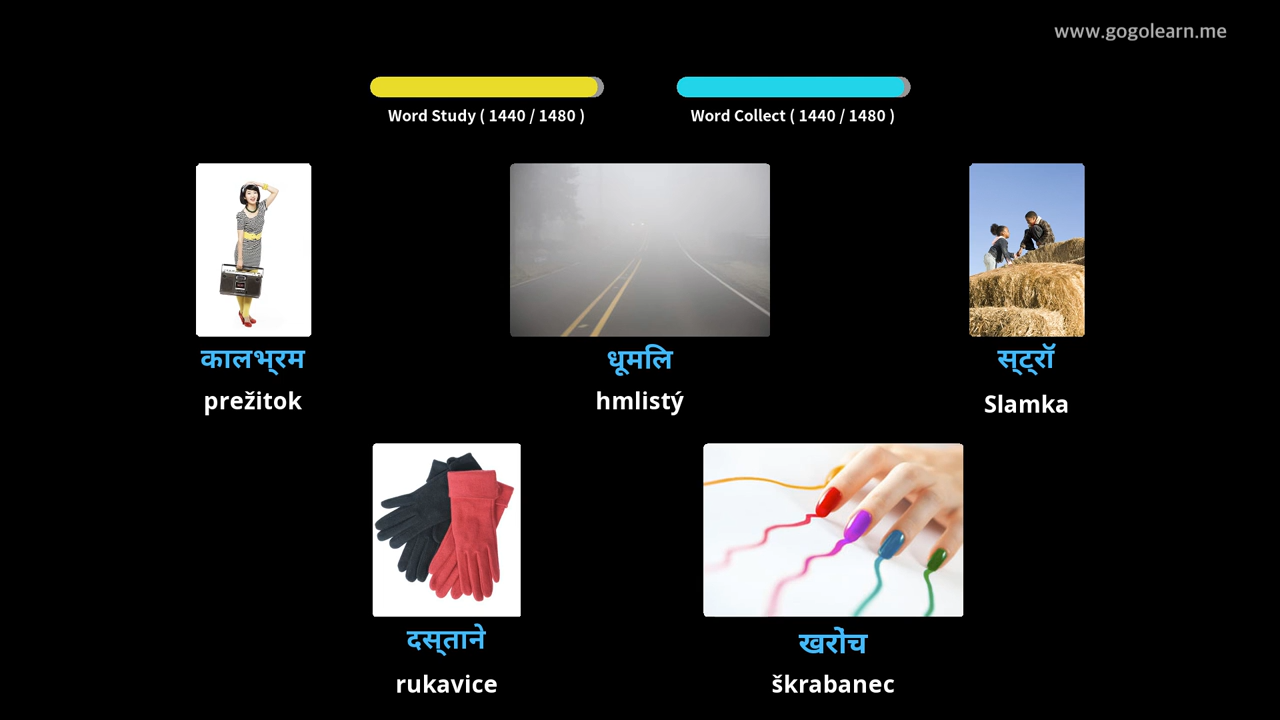 www.gogolearn.me
Word Study ( 1440 / 1480 )
Word Collect ( 1440 / 1480 )
कालभ्रम
prežitok
धूमलि
hmlistý
स्ट्रॉ
Slamka
दस्ताने
rukavice
खरोंच
škrabanec